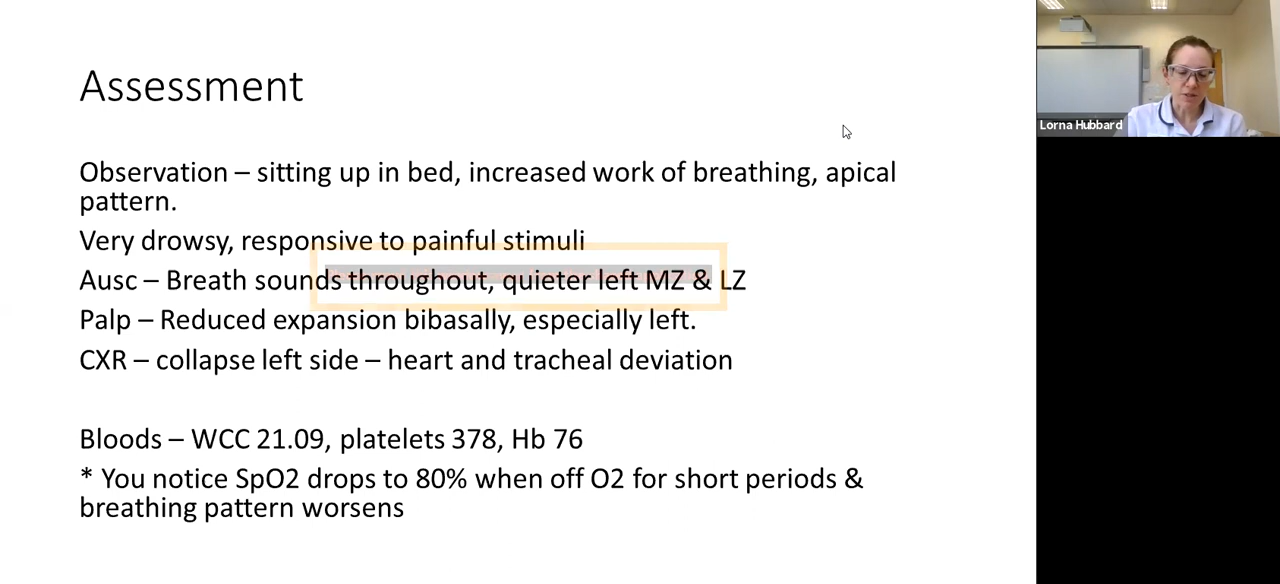 Assessment
Lorna Hubbard
Observation – sitting up in bed, increased work of breathing, apical
pattern.
Very drowsy, responsive to painful stimuli
Ausc – Breath sounds throughout, quieter left MZ & LZ
Palp – Reduced expansion bibasally, especially left.
CXR – collapse left side – heart and tracheal deviation
Bloods – WCC 21.09, platelets 378, Hb 76
* You notice SpO2 drops to 80% when off O2 for short periods &
breathing pattern worsens